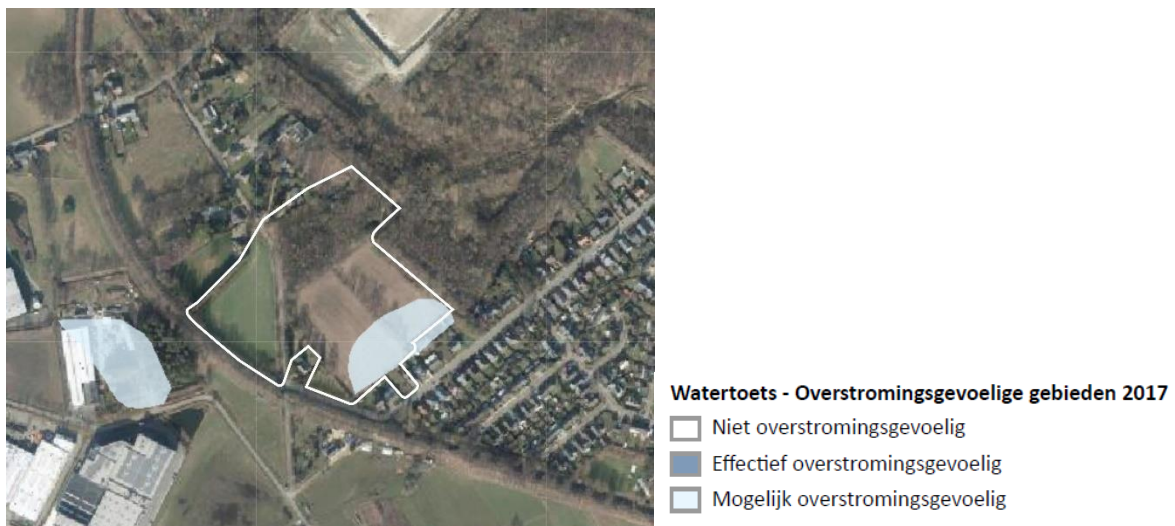 Watertoets - Overstromingsgevoelige gebieden 2017
Niet overstromingsgevoelig
Effectief overstromingsgevoelig
Mogelijk overstromingsgevoelig